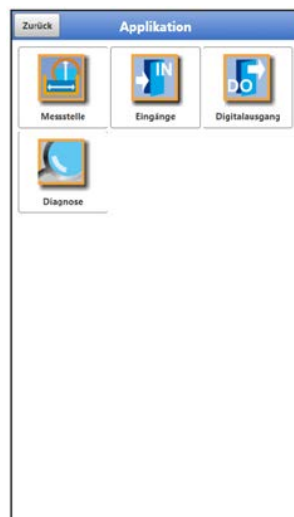 Zurück
Applikation
IN
DO
Messstelle
Eingänge
Digitalausgang
Diagnose